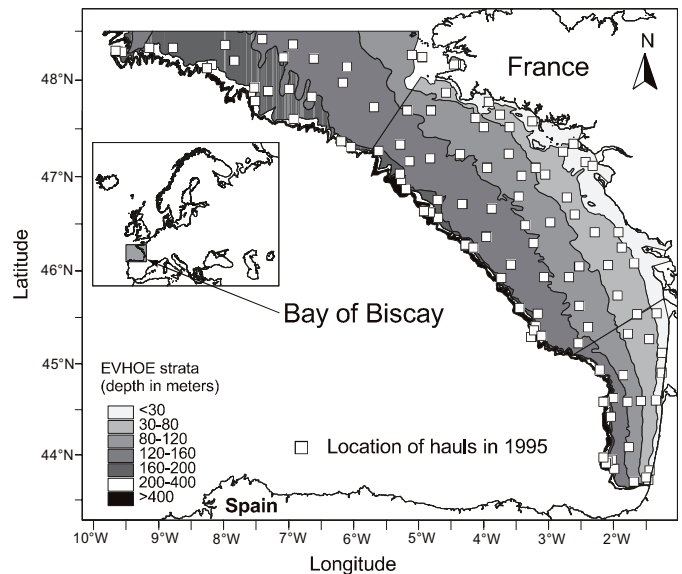 N
France
48°N
47°N
46°N
45°N
44°N
Latitude
Bay of Biscay
EVHOE strata
(depth in meters)
<30
30-80
80-120
120-160
160-200
200-400
>400
Location of hauls in 1995
Spain
10°W
9°W
8°W
7°W
6°W
5°W
4°W
3°W
2°W
1°W
Longitude